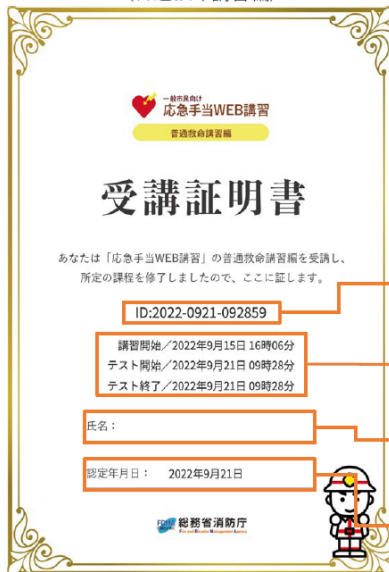 一般市民向け
応急手当WEB講習
普通救命講習編
受講証明書
あなたは「応急手当WEB講習」の普通救命講習編を受講し、
所定の課程を修了しましたので、ここに証します。
ID:2022-0921-092859
講習開始／2022年9月15日 16時06分
テスト開始／2022年9月21日 09時28分
テスト終了／2022年9月21日 09時28分
氏名：
認定年月日： 2022年9月21日
総務省消防庁
Fire and Disaster Management Agency